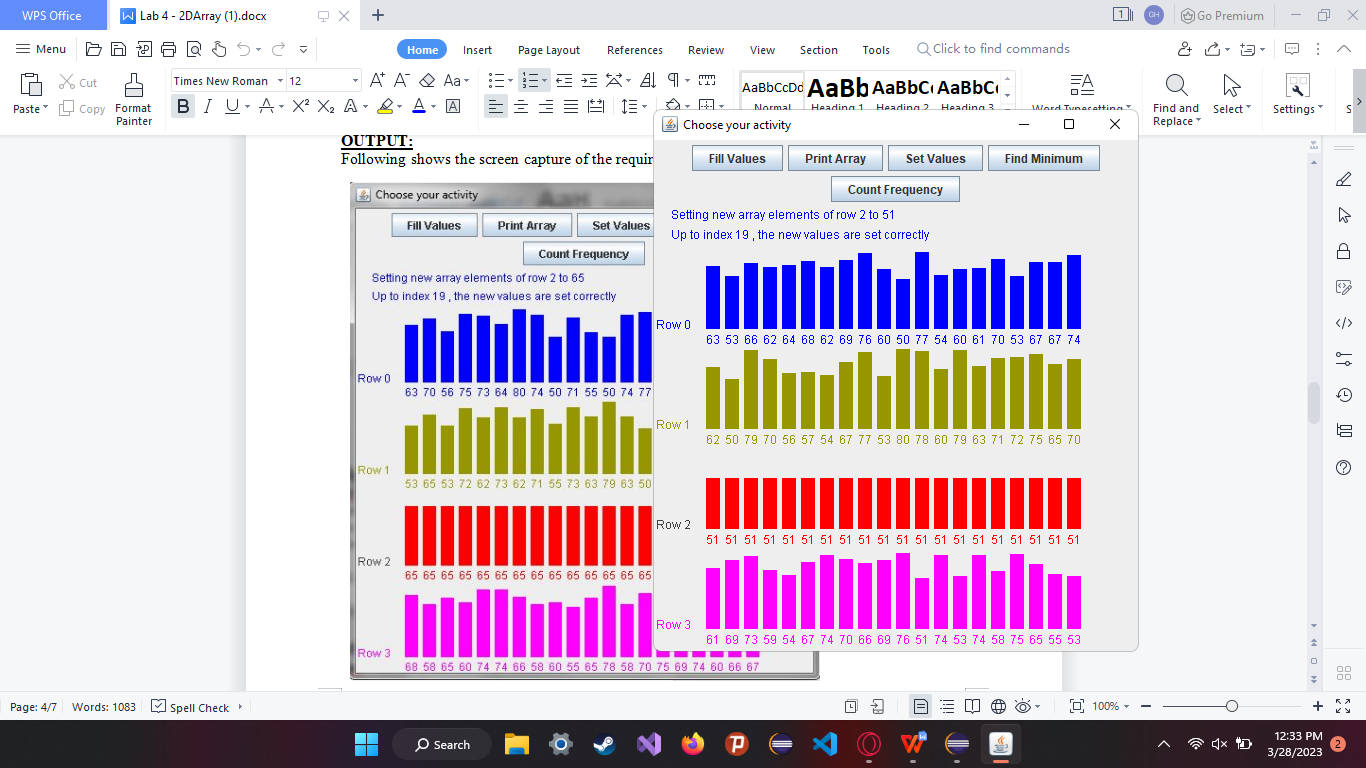 WPS Office
Lab 4 - 2DArray (1).docx
1
GH
Go Premium
Menu
Home
Insert
Page Layout
References
Review
View
Section
Tools
Click to find commands
Paste
Cut
Copy
Format
Painter
Times New Roman
12
AaBbCcDd
Normal
AaBb
Heading 1
AaBbC
Heading 2
AaBbC
Heading 3
Word Typesetting
Find and
Replace
Select
Settings
OUTPUT:
Following shows the screen capture of the requir
Choose your activity
Fill Values
Print Array
Set Values
Count Frequency
Setting new array elements of row 2 to 65
Up to index 19 , the new values are set correctly
Row 0
63 70 56 75 73 64 80 74 50 71 55 50 74 77
Row 1
53 65 53 72 62 73 62 71 55 73 63 79 63 50
Row 2
65 65 65 65 65 65 65 65 65 65 65 65 65 65
Row 3
68 58 65 60 74 74 66 58 60 55 65 78 58 70 75 69 74 60 66 67
Choose your activity
Fill Values
Print Array
Set Values
Find Minimum
Count Frequency
Setting new array elements of row 2 to 51
Up to index 19 , the new values are set correctly
Row 0
63 53 66 62 64 68 62 69 76 60 50 77 54 60 61 70 53 67 67 74
Row 1
62 50 79 70 56 57 54 67 77 53 80 78 60 79 63 71 72 75 65 70
Row 2
51 51 51 51 51 51 51 51 51 51 51 51 51 51 51 51 51 51 51 51
Row 3
61 69 73 59 54 67 74 70 66 69 76 51 74 53 74 58 75 65 55 53
Page: 4/7
Words: 1083
Spell Check
100%
Search
12:33 PM
3/28/2023
2